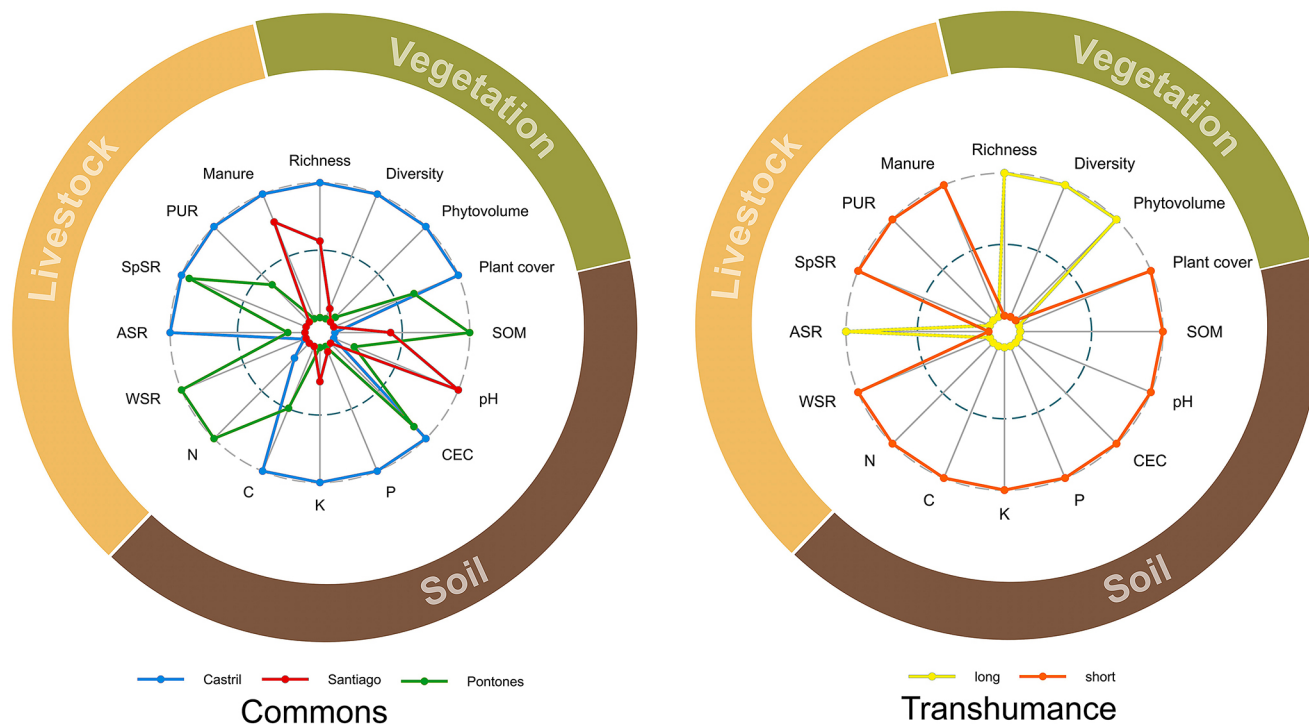 Livestock
Vegetation
Soil
Richness
Diversity
Phytovolume
Plant cover
SOM
pH
CEC
P
K
C
N
WSR
ASR
SpSR
PUR
Manure
Castril
Santiago
Pontones
Commons
Livestock
Vegetation
Soil
Richness
Diversity
Phytovolume
Plant cover
SOM
pH
CEC
P
K
C
N
WSR
ASR
SpSR
PUR
Manure
long
short
Transhumance